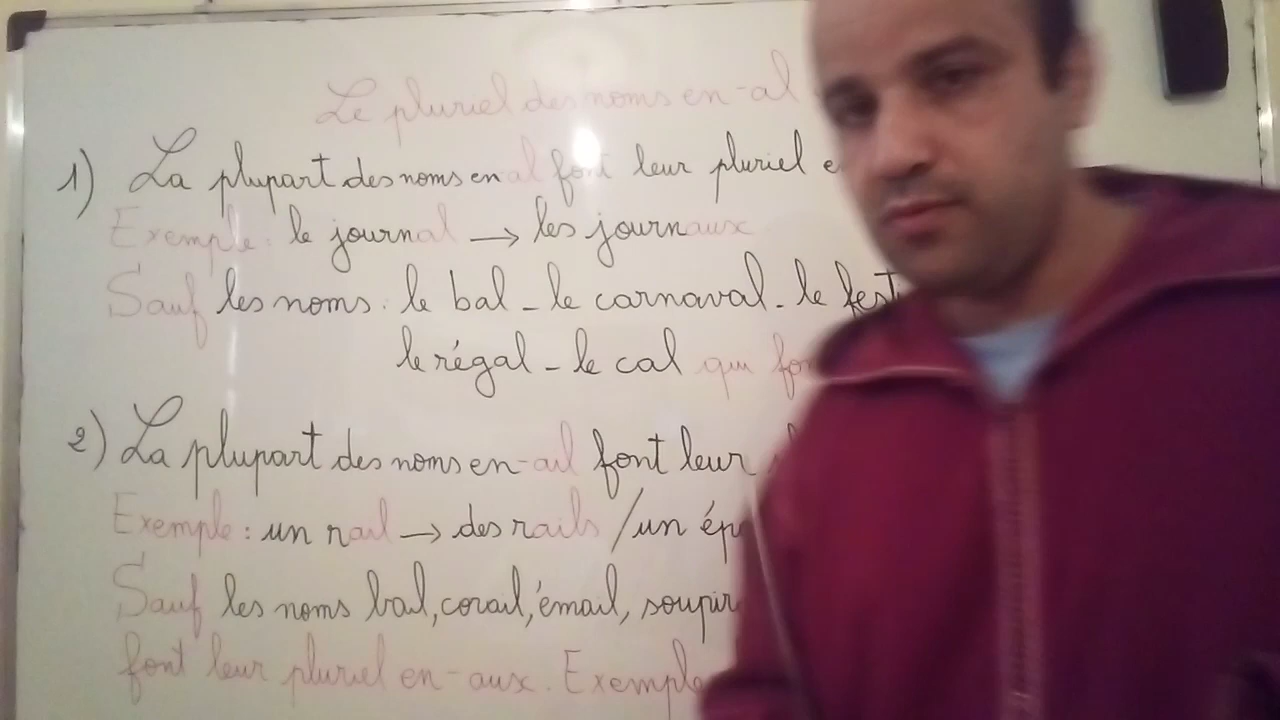 Le pluriel des noms en-al
1) La plupart des noms en al font leur pluriel e
Exemple: le journal → les journaux
Sauf les noms: le bal - le carnaval - le fest
le régal - le cal qui fo
2) La plupart des noms en-ail font leur
Exemple : un rail → des rails / un ép
Sauf les noms bail, corail, émail, soupir
font leur pluriel en-aux. Exemple